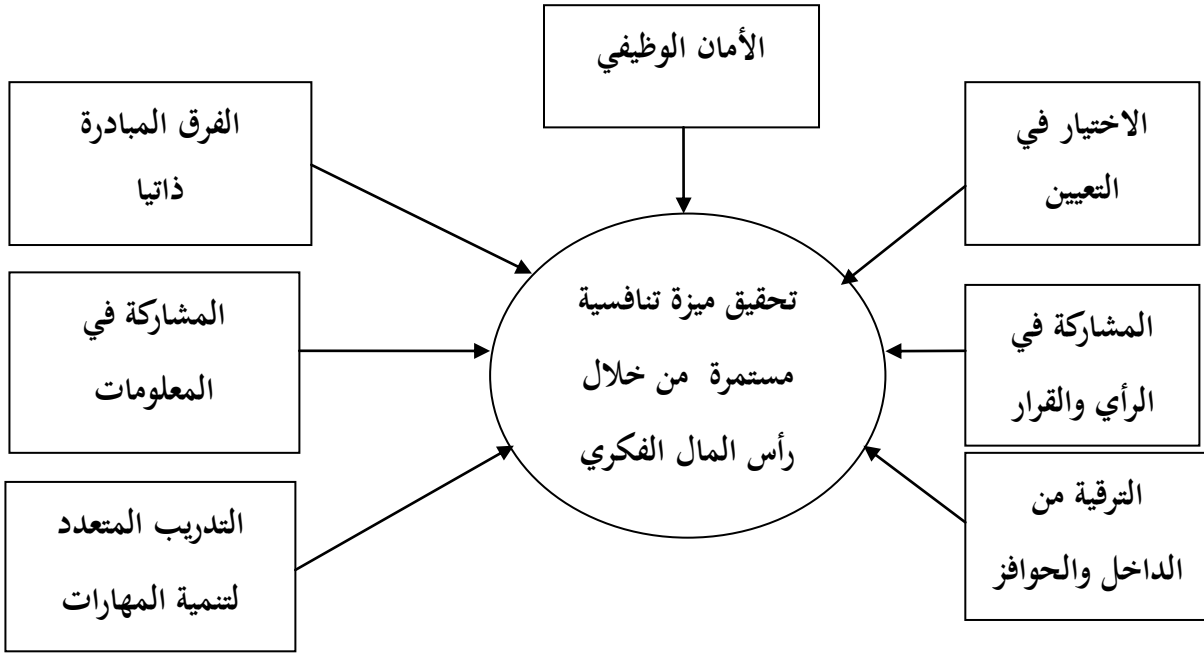 الأمان الوظيفي
الاختيار في
التعيين
الفرق المبادرة
ذاتيا
تحقيق ميزة تنافسية
مستمرة من خلال
رأس المال الفكري
المشاركة في
الرأي والقرار
المشاركة في
المعلومات
الترقية من
الداخل والحوافز
التدريب المتعدد
لتنمية المهارات